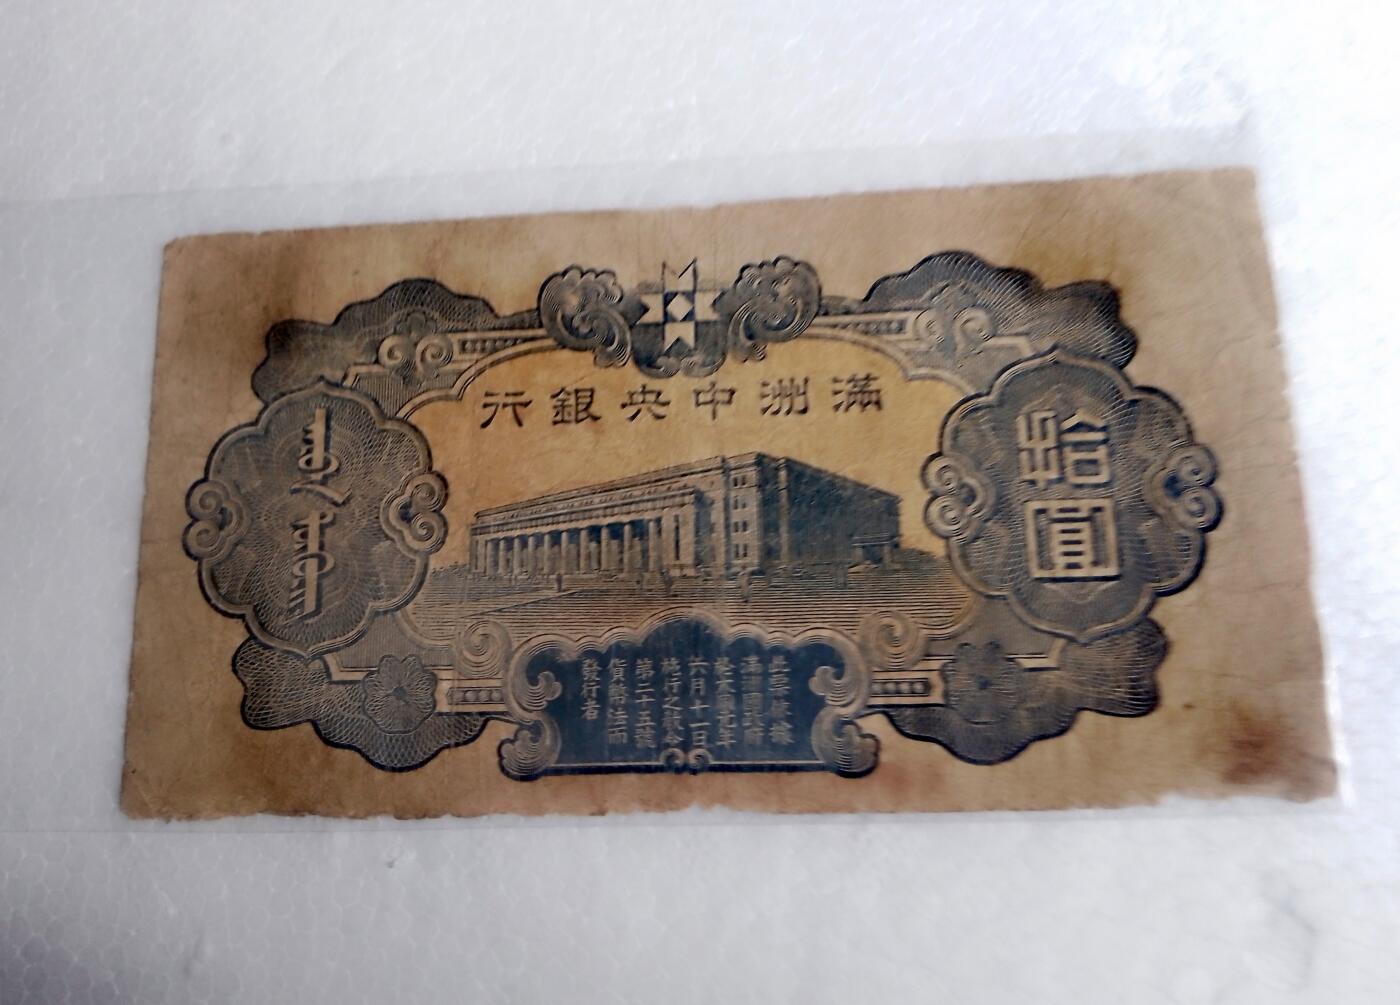 滿洲中央銀行
拾圓
此票依據
滿洲國政府
於大同元年
六月十一日
施行之教令
第二十五號
貨幣法而
發行者